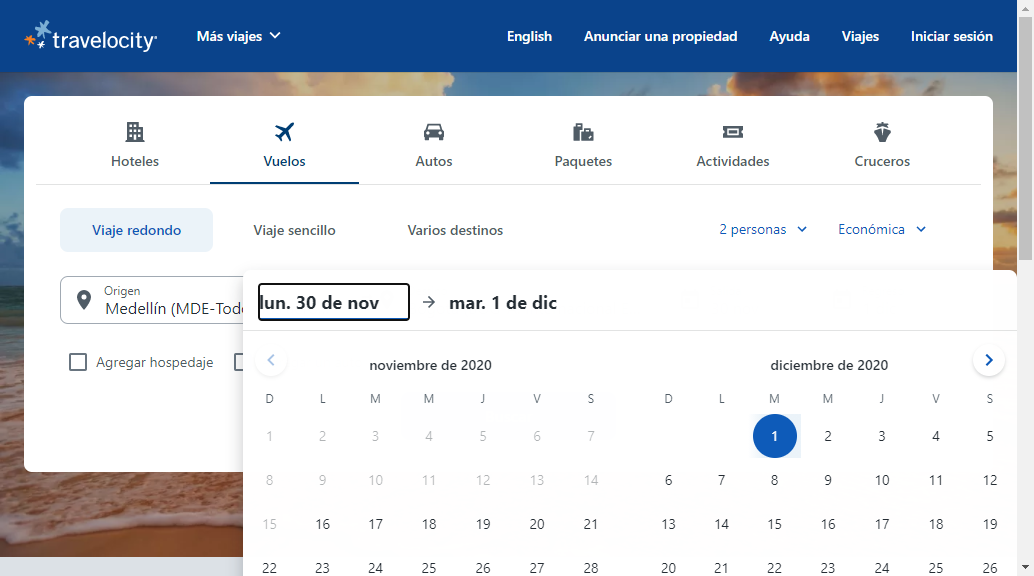 travelocity
Más viajes
English
Anunciar una propiedad
Ayuda
Viajes
Iniciar sesión
Hoteles
Vuelos
Autos
Paquetes
Actividades
Cruceros
Viaje redondo
Viaje sencillo
Varios destinos
2 personas
Económica
Origen
Medellín (MDE-Tod
lun. 30 de nov
mar. 1 de dic
Agregar hospedaje
noviembre de 2020
D L M M J V S
1 2 3 4 5 6 7
8 9 10 11 12 13 14
15 16 17 18 19 20 21
22 23 24 25 26 27 28
diciembre de 2020
D L M M J V S
1 2 3 4 5
6 7 8 9 10 11 12
13 14 15 16 17 18 19
20 21 22 23 24 25 26